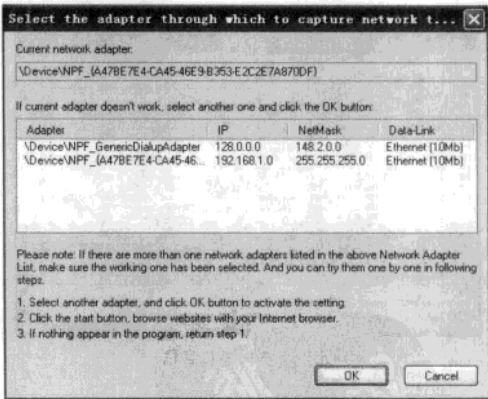 Select the adapter through which to capture network t...
Current network adapter:
\Device\NPF_{A47BE7E4-CA45-46E9-B353-E2C2E7A870DF}
If current adapter doesn't work, select another one and click the OK button:
Adapter IP NetMask Data-Link
\Device\NPF_GenericDialupAdapter 128.0.0.0 148.2.0.0 Ethernet (10Mb)
\Device\NPF_{A47BE7E4-CA45-46... 192.168.1.0 255.255.255.0 Ethernet (10Mb)
Please note: If there are more than one network adapters listed in the above Network Adapter
List, make sure the working one has been selected. And you can try them one by one in following
steps.
1. Select another adapter, and click OK button to activate the setting.
2. Click the start button, browse websites with your Internet browser.
3. If nothing appear in the program, return step 1.
OK Cancel